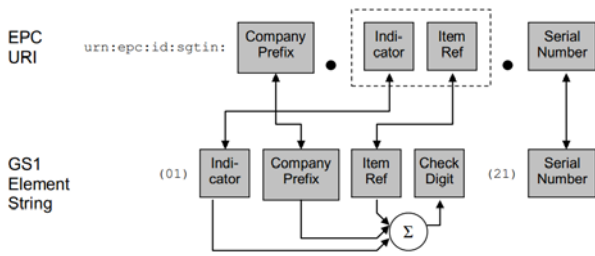 EPC
URI
urn:epc:id:sgtin:
Company
Prefix
Indi-
cator
Item
Ref
Serial
Number
GS1
Element
String
(01)
Indi-
cator
Company
Prefix
Item
Ref
Check
Digit
(21)
Serial
Number
Σ